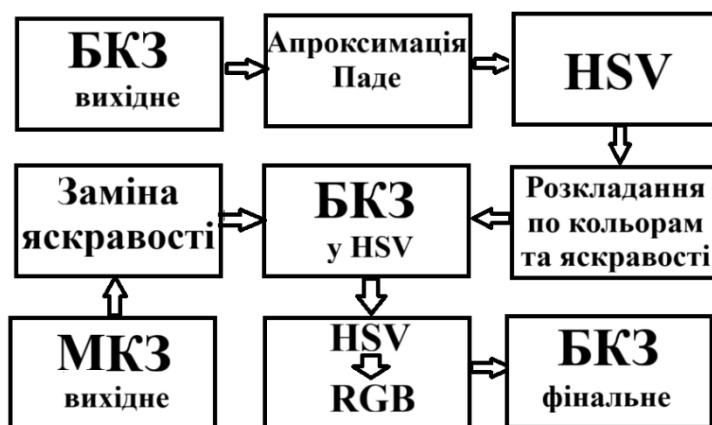 БКЗ
вихідне
Апроксимація
Паде
HSV
Заміна
яскравості
БКЗ
у HSV
Розкладання
по кольорам
та яскравості
МКЗ
вихідне
HSV
RGB
БКЗ
фінальне